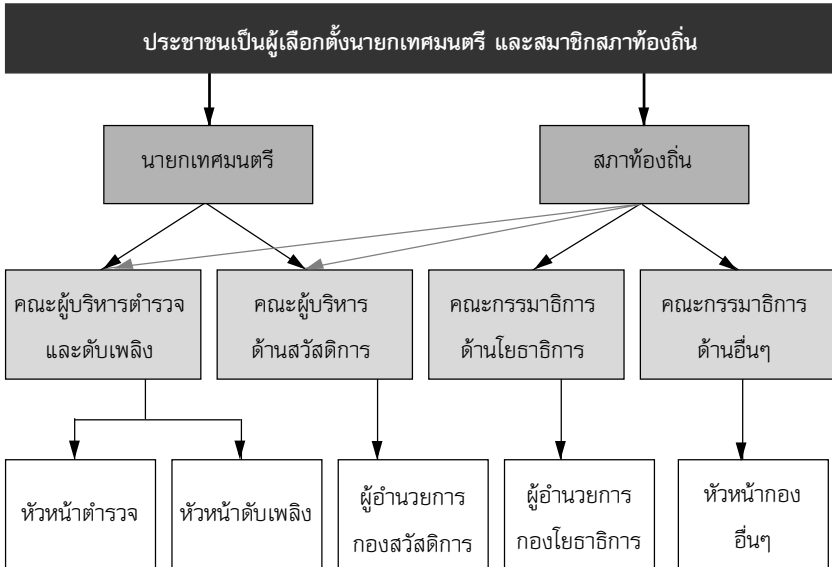 ประชาชนเป็นผู้เลือกตั้งนายกเทศมนตรี และสมาชิกสภาท้องถิ่น
นายกเทศมนตรี
สภาท้องถิ่น
คณะผู้บริหารตำรวจ
และดับเพลิง
คณะผู้บริหาร
ด้านสวัสดิการ
คณะกรรมาธิการ
ด้านโยธาธิการ
คณะกรรมาธิการ
ด้านอื่นๆ
หัวหน้าตำรวจ
หัวหน้าดับเพลิง
ผู้อำนวยการ
กองสวัสดิการ
ผู้อำนวยการ
กองโยธาธิการ
หัวหน้ากอง
อื่นๆ